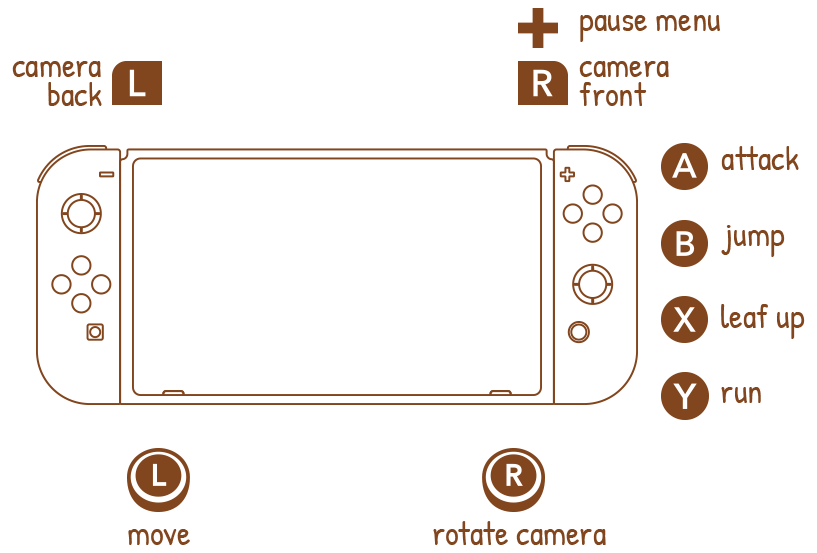 pause menu
camera
back
L
R
camera
front
A
attack
B
jump
X
leaf up
Y
run
L
move
R
rotate camera